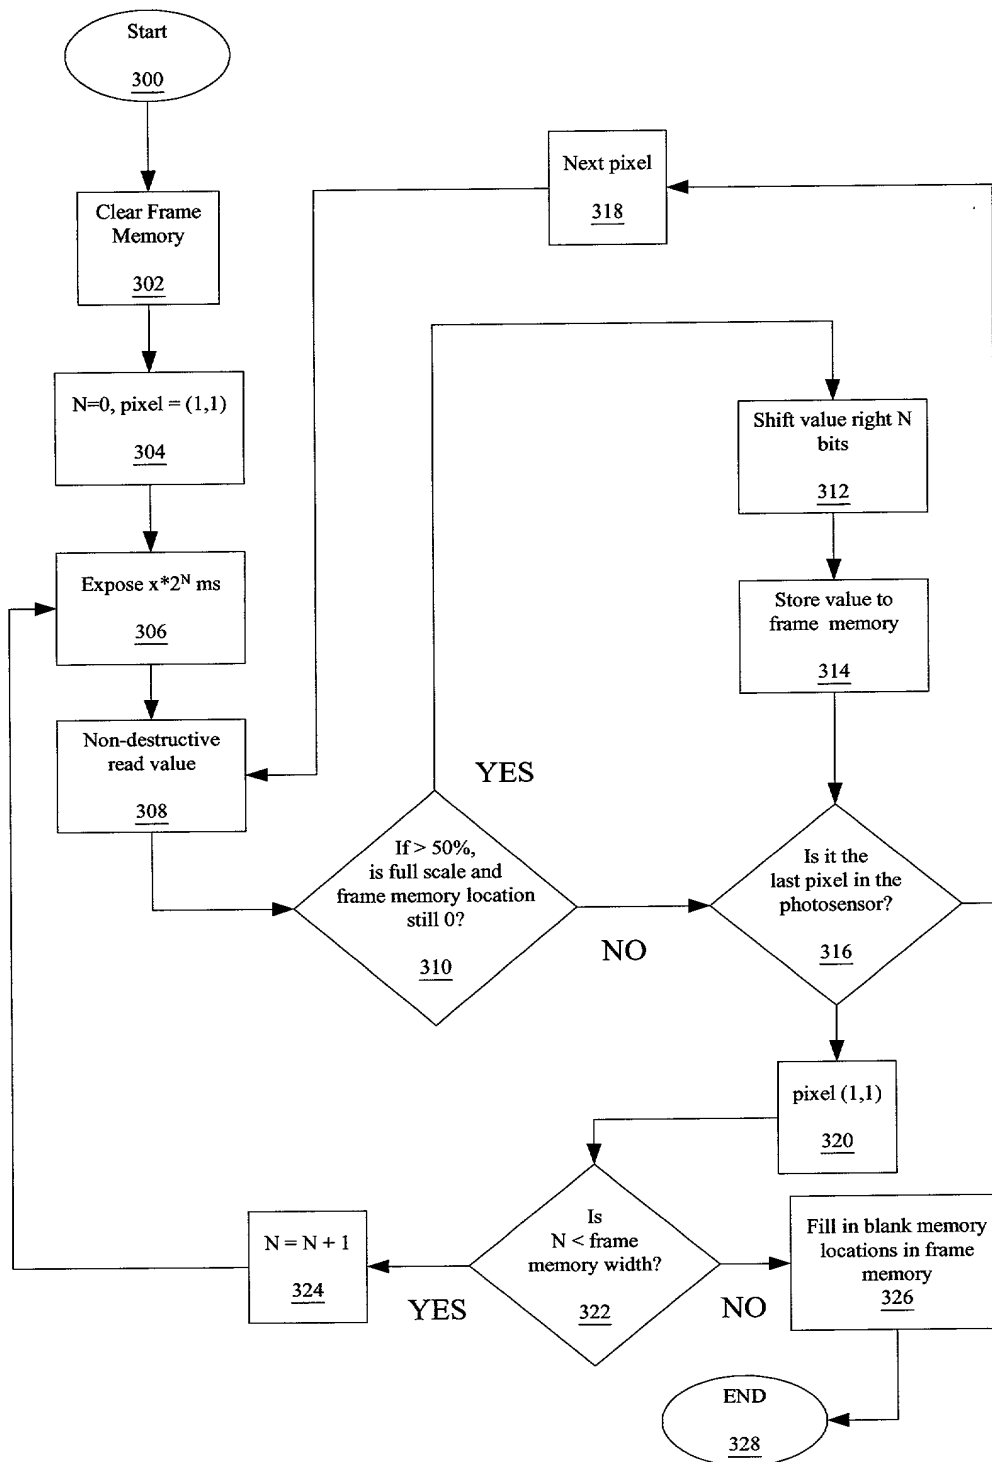 Start
300
Clear Frame
Memory
302
N=0, pixel = (1,1)
304
Expose x*2^N ms
306
Non-destructive
read value
308
Next pixel
318
Shift value right N
bits
312
Store value to
frame memory
314
YES
If > 50%,
is full scale and
frame memory location
still 0?
310
NO
Is it the
last pixel in the
photosensor?
316
pixel (1,1)
320
Is
N < frame
memory width?
322
YES
NO
N = N + 1
324
Fill in blank memory
locations in frame
memory
326
END
328